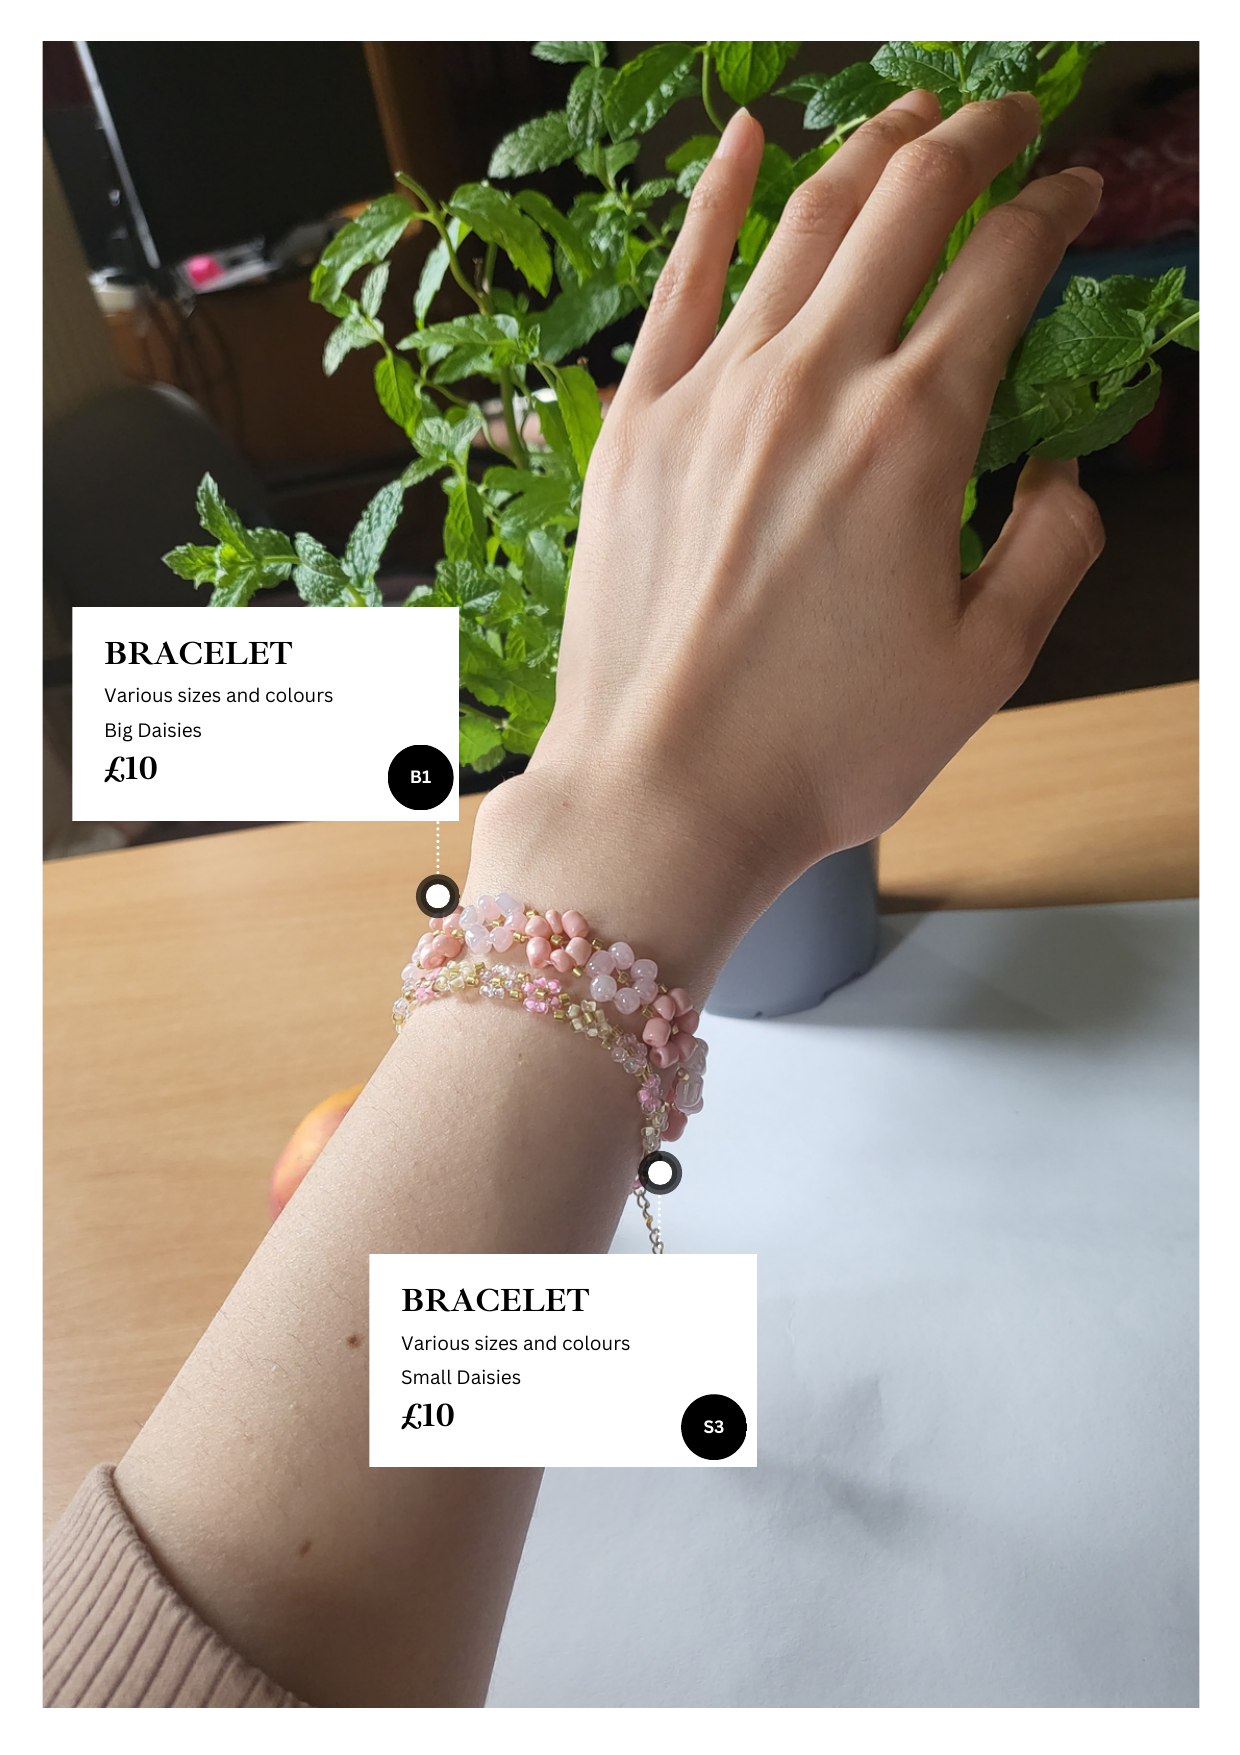 BRACELET
Various sizes and colours
Big Daisies
£10
B1
BRACELET
Various sizes and colours
Small Daisies
£10
S3